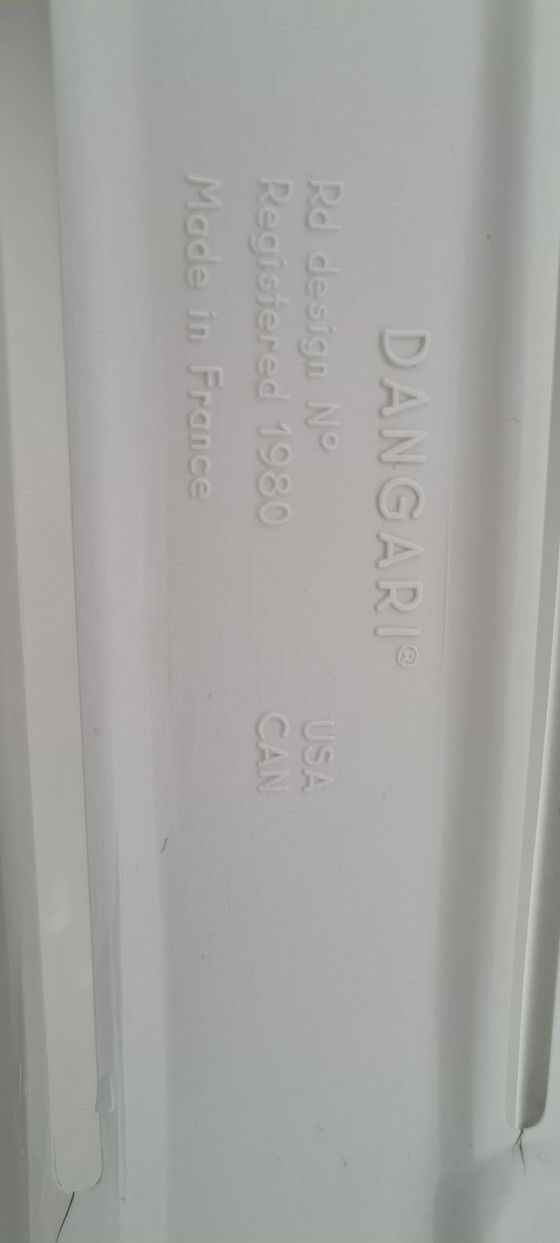 DANGARI®
Rd design Nº USA
Registered 1980 CAN
Made in France